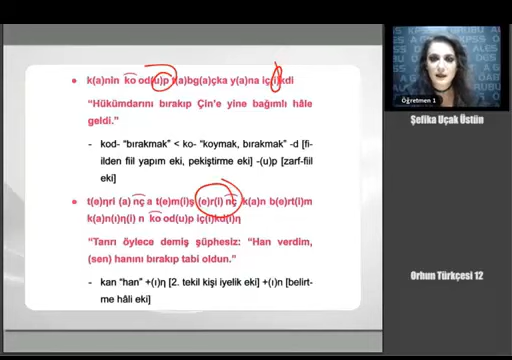 k(a)nin ko od(u)p t(a)bg(a)çka y(a)na iç(i)kdi
“Hükümdarını bırakıp Çin’e yine bağımlı hâle
geldi.”
- kod- “bırakmak” < ko- “koymak, bırakmak” -d [fi-
ilden fiil yapım eki, pekiştirme eki] -(u)p [zarf-fiil
eki]
t(e)ŋri (a) nç a t(e)m(i)ş (e)r(i) nç k(a)n b(e)rt(i)m
k(a)n(ı)ŋ(i) n ko od(u)p iç(i)kd(i)ŋ
“Tanrı öylece demiş şüphesiz: “Han verdim,
(sen) hanını bırakıp tabi oldun.”
- kan “han” +(ı)ŋ [2. tekil kişi iyelik eki] +(ı)n [belirt-
me hâli eki]
Öğretmen 1
Şefika Uçak Üstün
Orhun Türkçesi 12